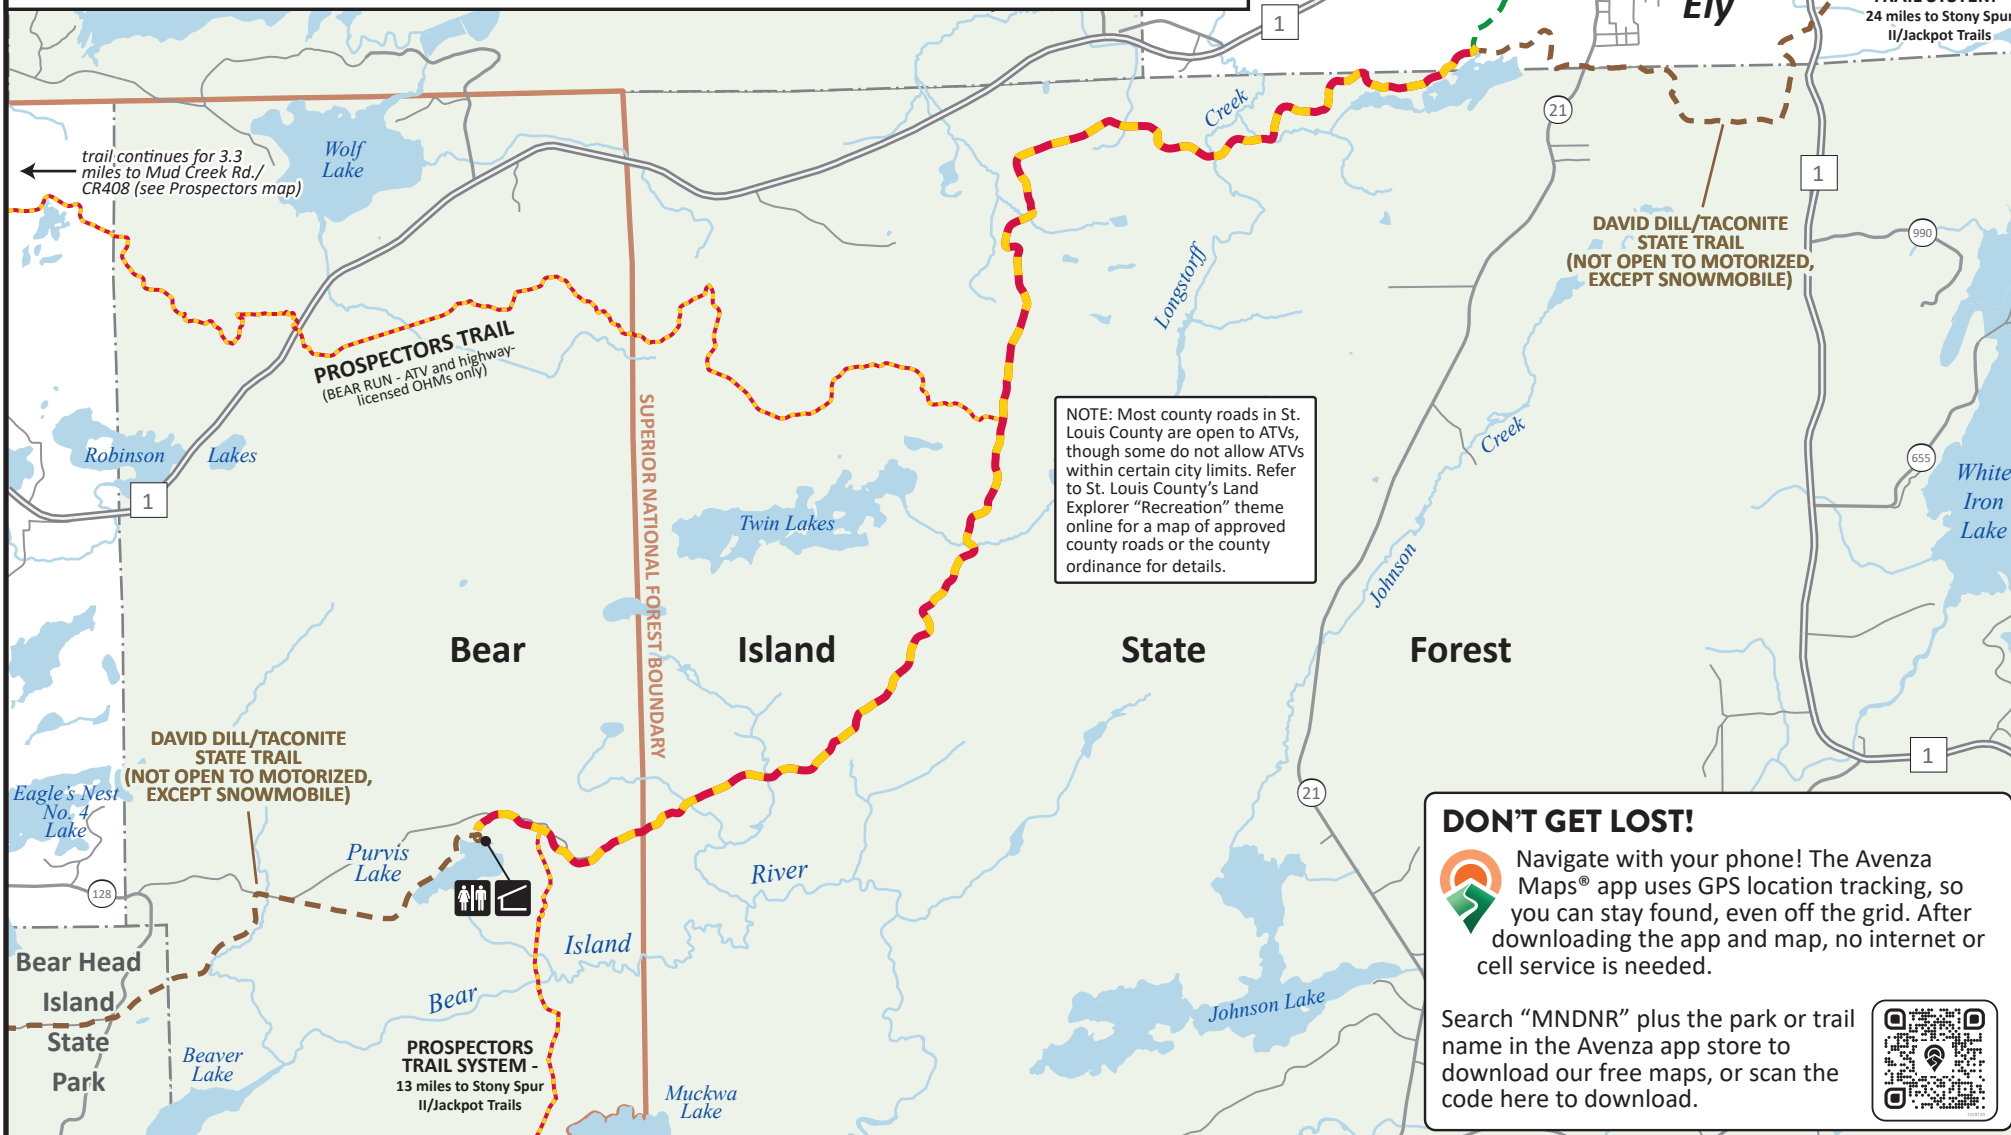 1
Ely
24 miles to Stony Spur
II/Jackpot Trails
Creek
21
trail continues for 3.3
miles to Mud Creek Rd./
CR408 (see Prospectors map)
Wolf
Lake
1
DAVID DILL/TACONITE
STATE TRAIL
(NOT OPEN TO MOTORIZED,
EXCEPT SNOWMOBILE)
990
Longstorff
PROSPECTORS TRAIL
(BEAR RUN - ATV and highway-
licensed OHMs only)
SUPERIOR NATIONAL FOREST BOUNDARY
NOTE: Most county roads in St.
Louis County are open to ATVs,
though some do not allow ATVs
within certain city limits. Refer
to St. Louis County's Land
Explorer “Recreation” theme
online for a map of approved
county roads or the county
ordinance for details.
Creek
Johnson
655
White
Iron
Lake
Robinson Lakes
1
Twin Lakes
Bear Island State Forest
DAVID DILL/TACONITE
STATE TRAIL
(NOT OPEN TO MOTORIZED,
EXCEPT SNOWMOBILE)
1
Eagle's Nest
No. 4
Lake
21
Purvis
Lake
128
River
Island
Bear
Bear Head
Island
State
Park
Beaver
Lake
PROSPECTORS
TRAIL SYSTEM -
13 miles to Stony Spur
II/Jackpot Trails
Muckwa
Lake
Johnson Lake
DON'T GET LOST!
Navigate with your phone! The Avenza
Maps® app uses GPS location tracking, so
you can stay found, even off the grid. After
downloading the app and map, no internet or
cell service is needed.
Search “MNDNR” plus the park or trail
name in the Avenza app store to
download our free maps, or scan the
code here to download.